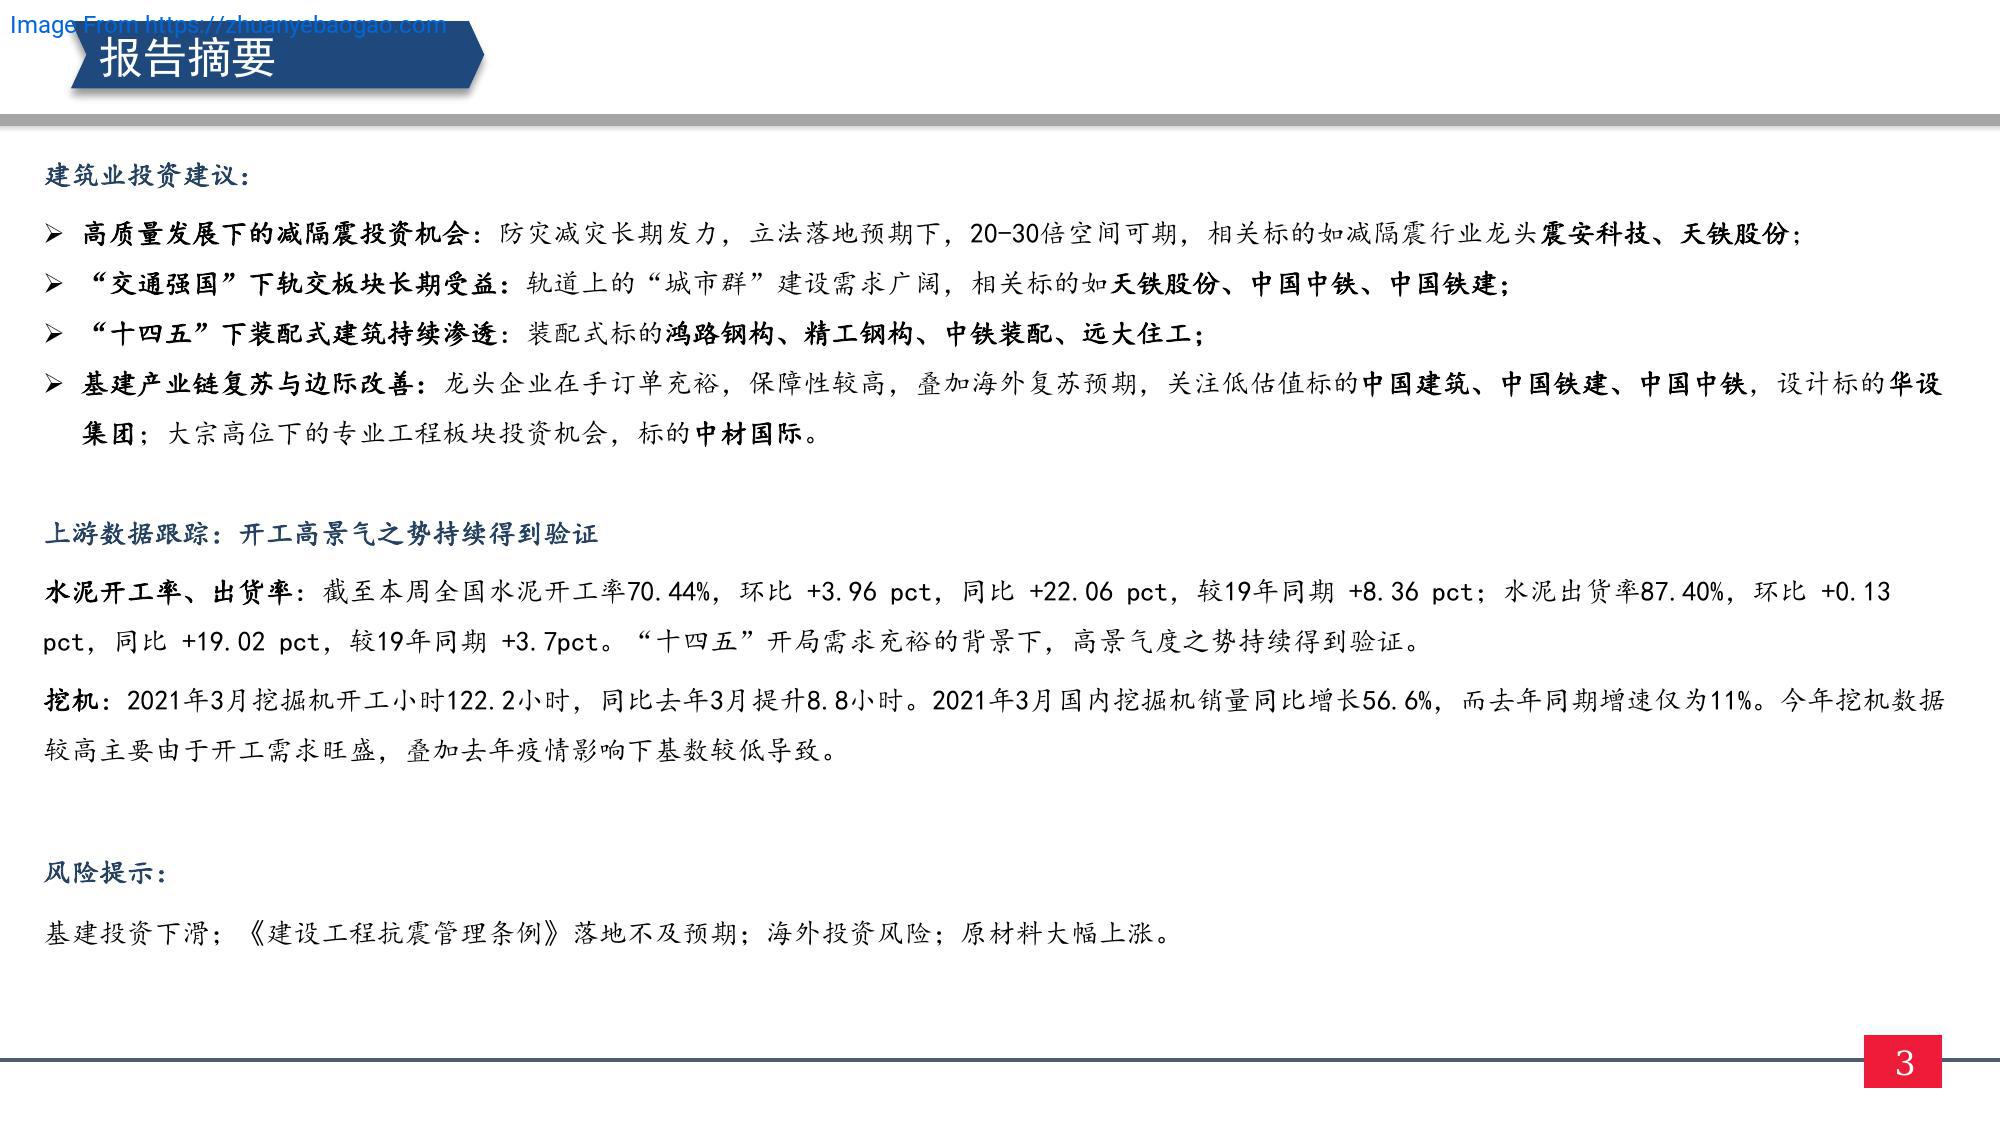 Image From https://zhuanyebaogao.com
报告摘要
建筑业投资建议：
➢ 高质量发展下的减隔震投资机会：防灾减灾长期发力，立法落地预期下，20-30倍空间可期，相关标的如减隔震行业龙头震安科技、天铁股份；
➢ “交通强国”下轨交板块长期受益：轨道上的“城市群”建设需求广阔，相关标的如天铁股份、中国中铁、中国铁建；
➢ “十四五”下装配式建筑持续渗透：装配式标的鸿路钢构、精工钢构、中铁装配、远大住工；
➢ 基建产业链复苏与边际改善：龙头企业在手订单充裕，保障性较高，叠加海外复苏预期，关注低估值标的中国建筑、中国铁建、中国中铁，设计标的华设
集团；大宗高位下的专业工程板块投资机会，标的中材国际。
上游数据跟踪：开工高景气之势持续得到验证
水泥开工率、出货率：截至本周全国水泥开工率70.44%，环比 +3.96 pct，同比 +22.06 pct，较19年同期 +8.36 pct；水泥出货率87.40%，环比 +0.13
pct，同比 +19.02 pct，较19年同期 +3.7pct。“十四五”开局需求充裕的背景下，高景气度之势持续得到验证。
挖机：2021年3月挖掘机开工小时122.2小时，同比去年3月提升8.8小时。2021年3月国内挖掘机销量同比增长56.6%，而去年同期增速仅为11%。今年挖机数据
较高主要由于开工需求旺盛，叠加去年疫情影响下基数较低导致。
风险提示：
基建投资下滑；《建设工程抗震管理条例》落地不及预期；海外投资风险；原材料大幅上涨。
3